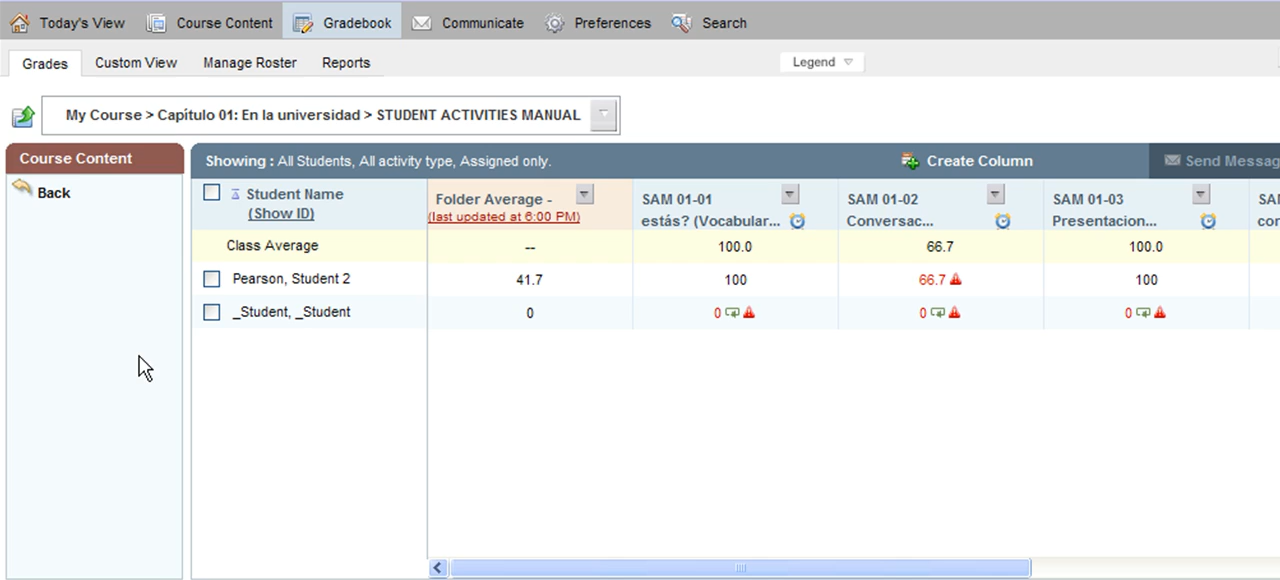 Today's View Course Content Gradebook Communicate Preferences Search
Grades Custom View Manage Roster Reports Legend
My Course > Capítulo 01: En la universidad > STUDENT ACTIVITIES MANUAL
Course Content
Back
Showing : All Students, All activity type, Assigned only. Create Column Send Messag
Student Name Folder Average - SAM 01-01 SAM 01-02 SAM 01-03 SAM
(Show ID) (last updated at 6:00 PM) estás? (Vocabular... Conversac... Presentacion... con
Class Average -- 100.0 66.7 100.0
Pearson, Student 2 41.7 100 66.7 100
_Student, _Student 0 0 0 0